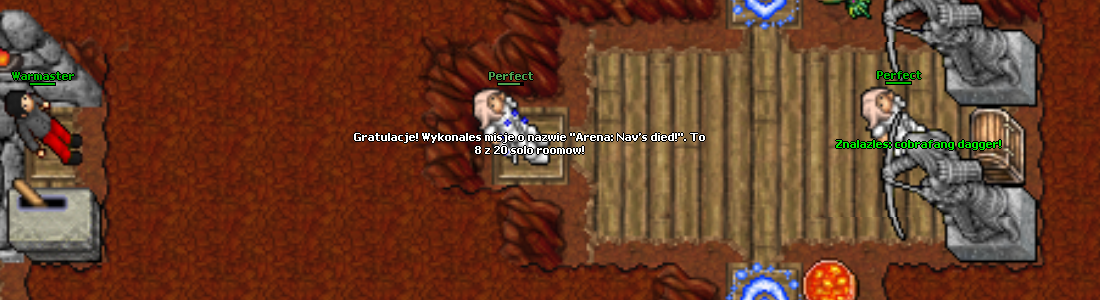 Warmaster
Perfect
Perfect
Gratulacje! Wykonales misje o nazwie "Arena: Nav's died!". To
8 z 20 solo roomow!
Znalazles: cobrafang dagger!